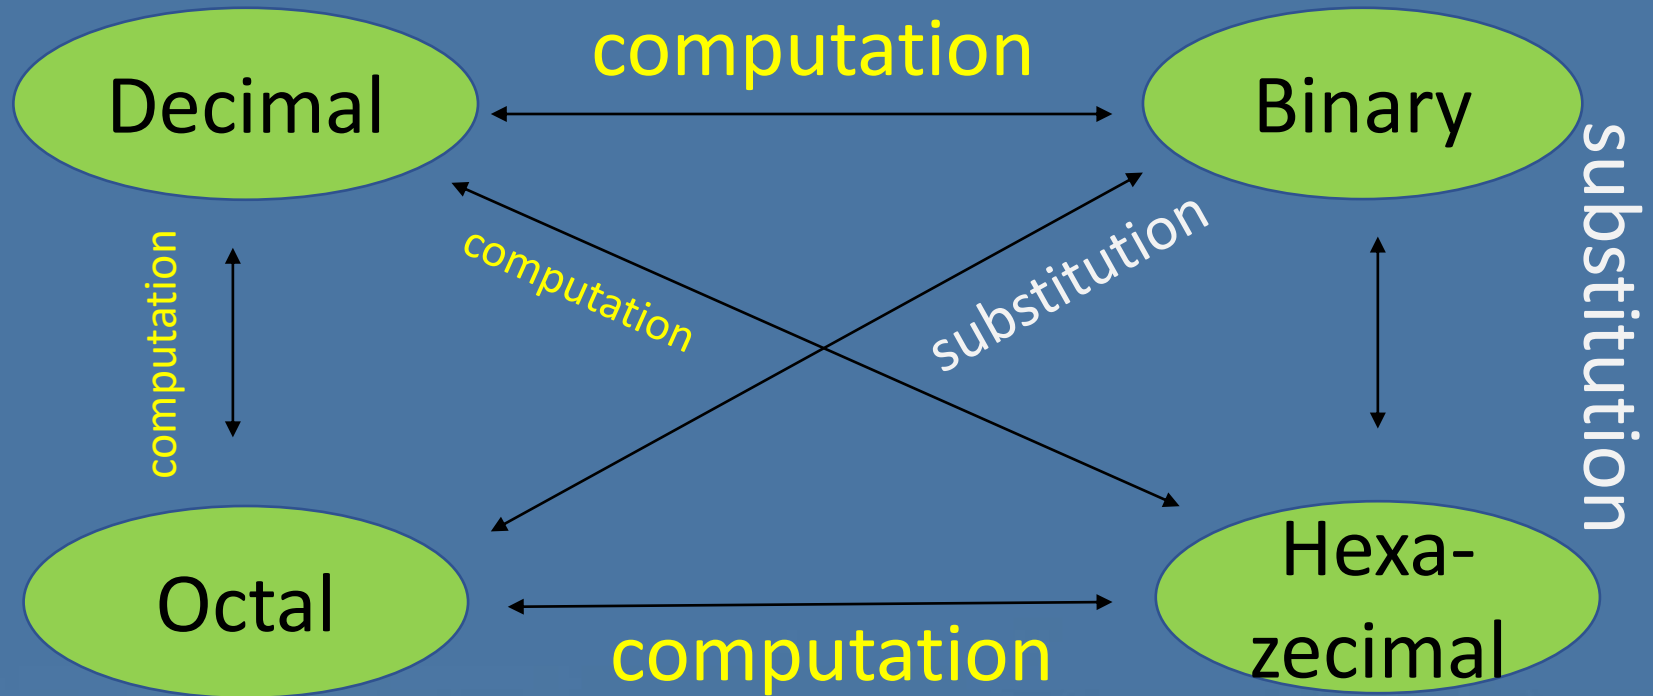 computation
Decimal
Binary
substitution
computation
computation
substitution
Octal
Hexa-
zecimal
computation